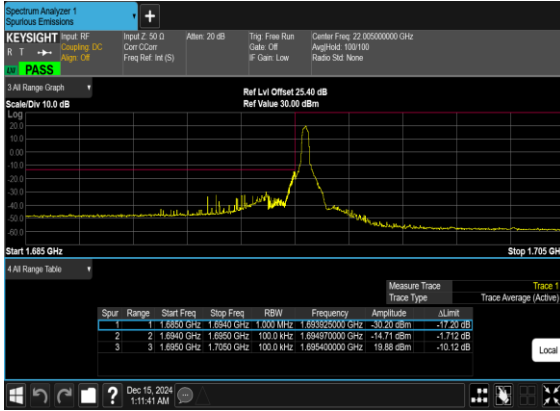 Spectrum Analyzer 1
Spurious Emissions
+
KEYSIGHT Input: RF Input Z: 50 Ω Atten: 20 dB Trig: Free Run Center Freq: 22.005000000 GHz
R T Coupling: DC Corr CCorr Gate: Off Avg|Hold: 100/100
Align: Off Freq Ref: Int (S) IF Gain: Low Radio Std: None
PASS
3 All Range Graph
Ref Lvl Offset 25.40 dB
Scale/Div 10.0 dB Ref Value 30.00 dBm
Log
20.0
10.0
0.00
-10.0
-20.0
-30.0
-40.0
-50.0
-60.0
Start 1.685 GHz Stop 1.705 GH
4 All Range Table
Measure Trace Trace 1
Trace Type Trace Average (Active)
Spur Range Start Freq Stop Freq RBW Frequency Amplitude ΔLimit
1 1 1.6850 GHz 1.6940 GHz 1.000 MHz 1.693925000 GHz -30.20 dBm -17.20 dB
2 2 1.6940 GHz 1.6950 GHz 100.0 kHz 1.694970000 GHz -14.71 dBm -1.712 dB
3 3 1.6950 GHz 1.7050 GHz 100.0 kHz 1.695400000 GHz 19.88 dBm -10.12 dB
Local
?
Dec 15, 2024
1:11:41 AM